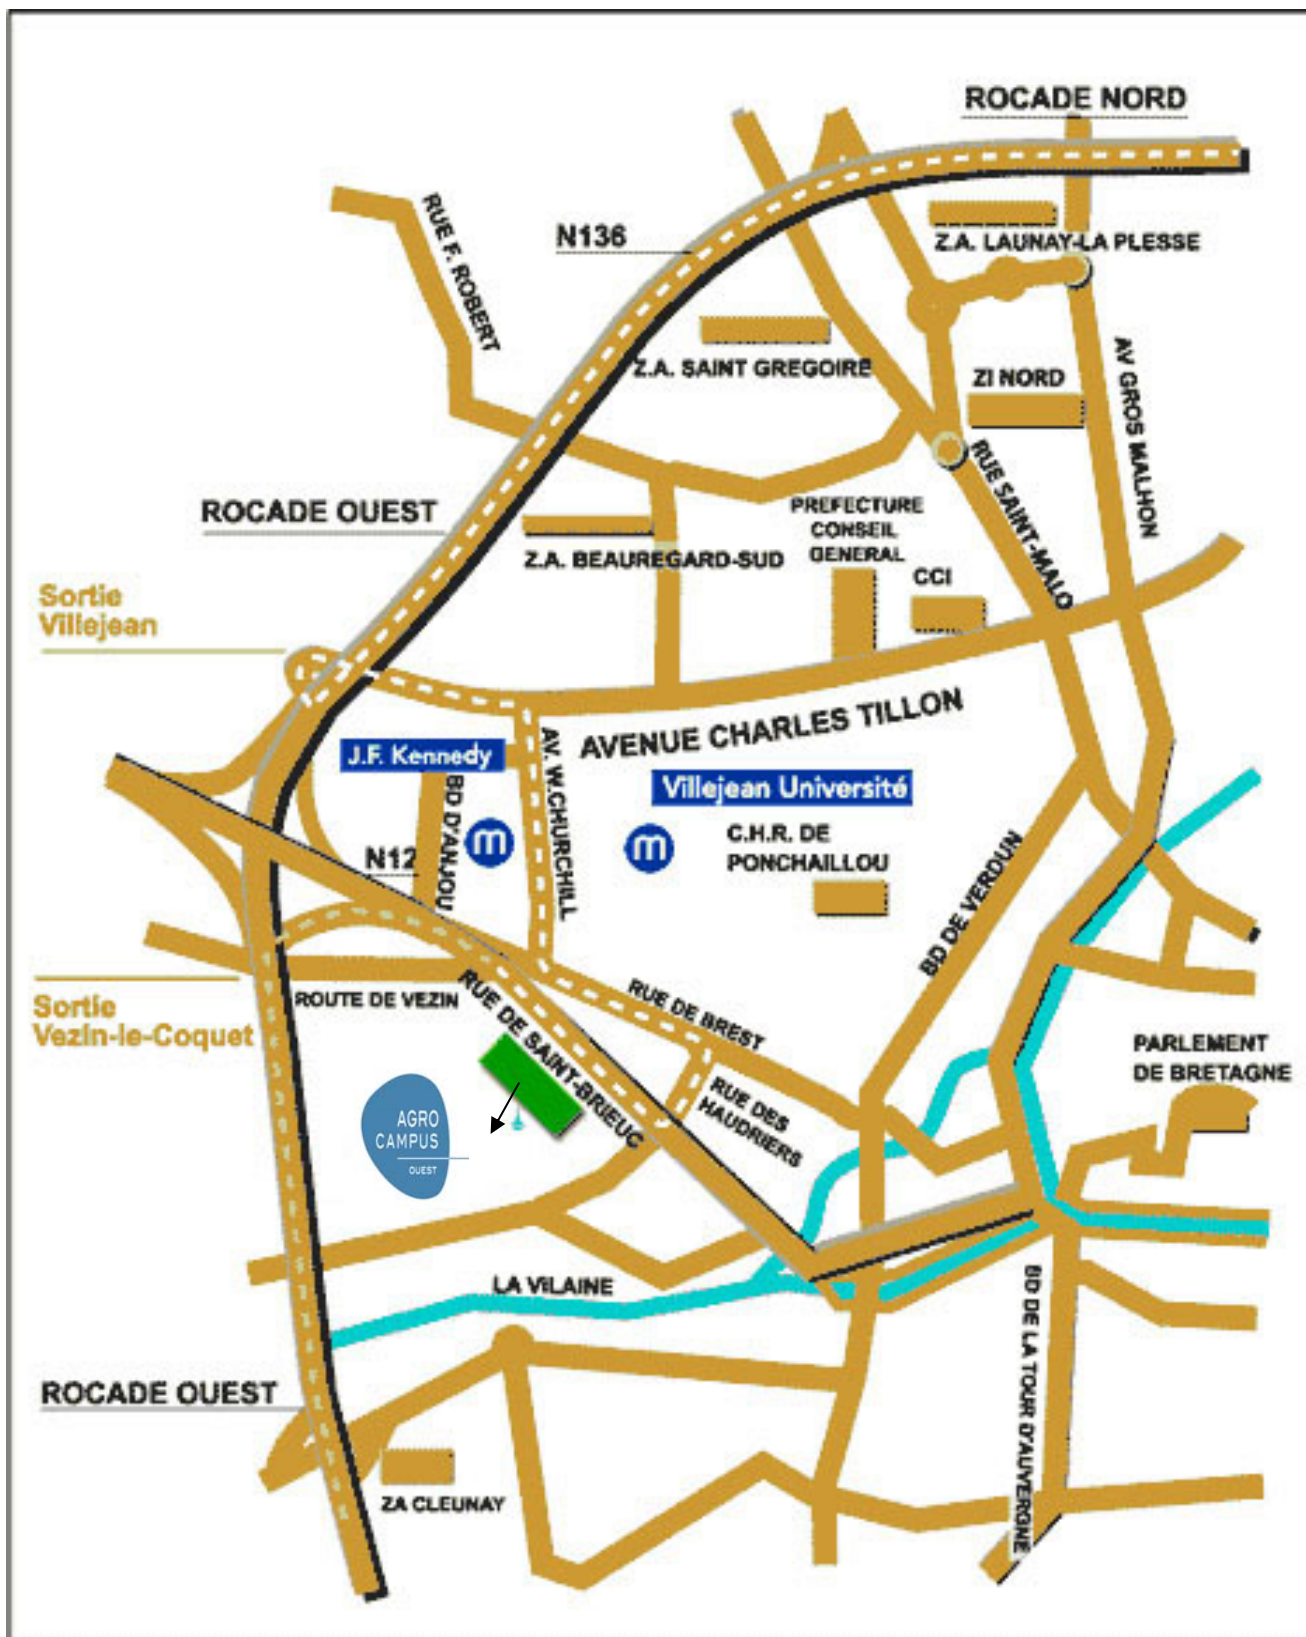 ROCADE NORD
RUE F. ROBERT
N136
Z.A. LAUNAY-LA PLESSE
Z.A. SAINT GREGOIRE
ZI NORD
AV GROS MALHON
RUE SAINT-MALO
ROCADE OUEST
PREFECTURE
CONSEIL
GENERAL
Z.A. BEAUREGARD-SUD
CCI
Sortie
Villejean
AVENUE CHARLES TILLON
J.F. Kennedy
AV. W.CHURCHILL
Villejean Université
BD D'ANJOU
m
m
C.H.R. DE
PONCHAILLOU
N12
BD DE VERDUN
Sortie
Vezin-le-Coquet
ROUTE DE VEZIN
RUE DE SAINT-BRIEUC
RUE DE BREST
PARLEMENT
DE BRETAGNE
RUE DES
HAUDRIERS
AGRO
CAMPUS
OUEST
LA VILAINE
BD DE LA TOUR D'AUVERGNE
ROCADE OUEST
ZA CLEUNAY